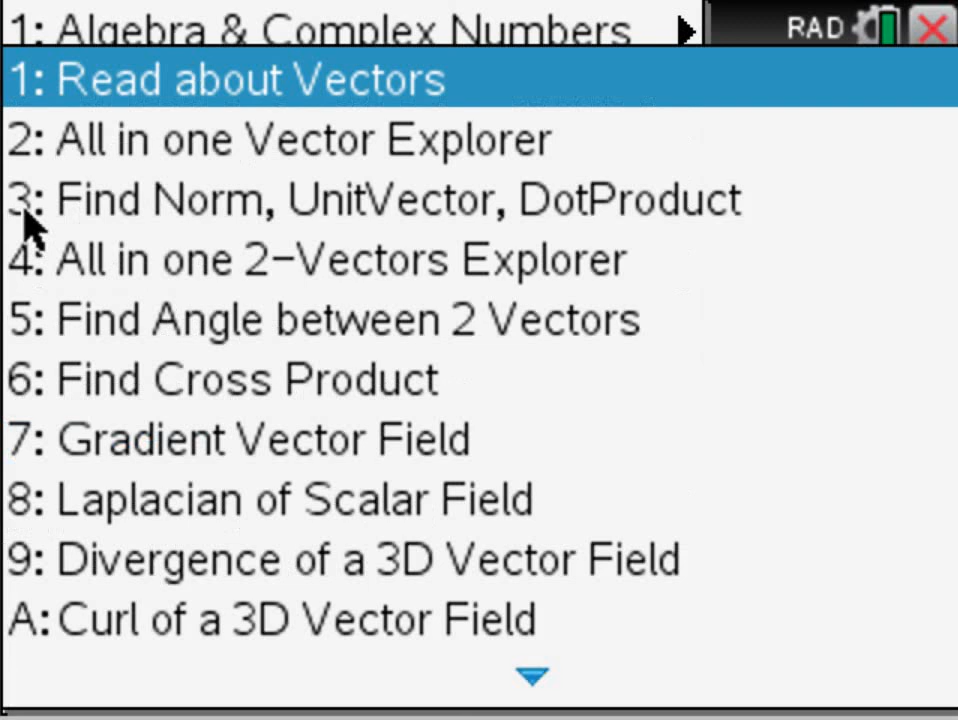 1: Algebra & Complex Numbers
RAD
1: Read about Vectors
2: All in one Vector Explorer
3: Find Norm, UnitVector, DotProduct
4: All in one 2-Vectors Explorer
5: Find Angle between 2 Vectors
6: Find Cross Product
7: Gradient Vector Field
8: Laplacian of Scalar Field
9: Divergence of a 3D Vector Field
A: Curl of a 3D Vector Field